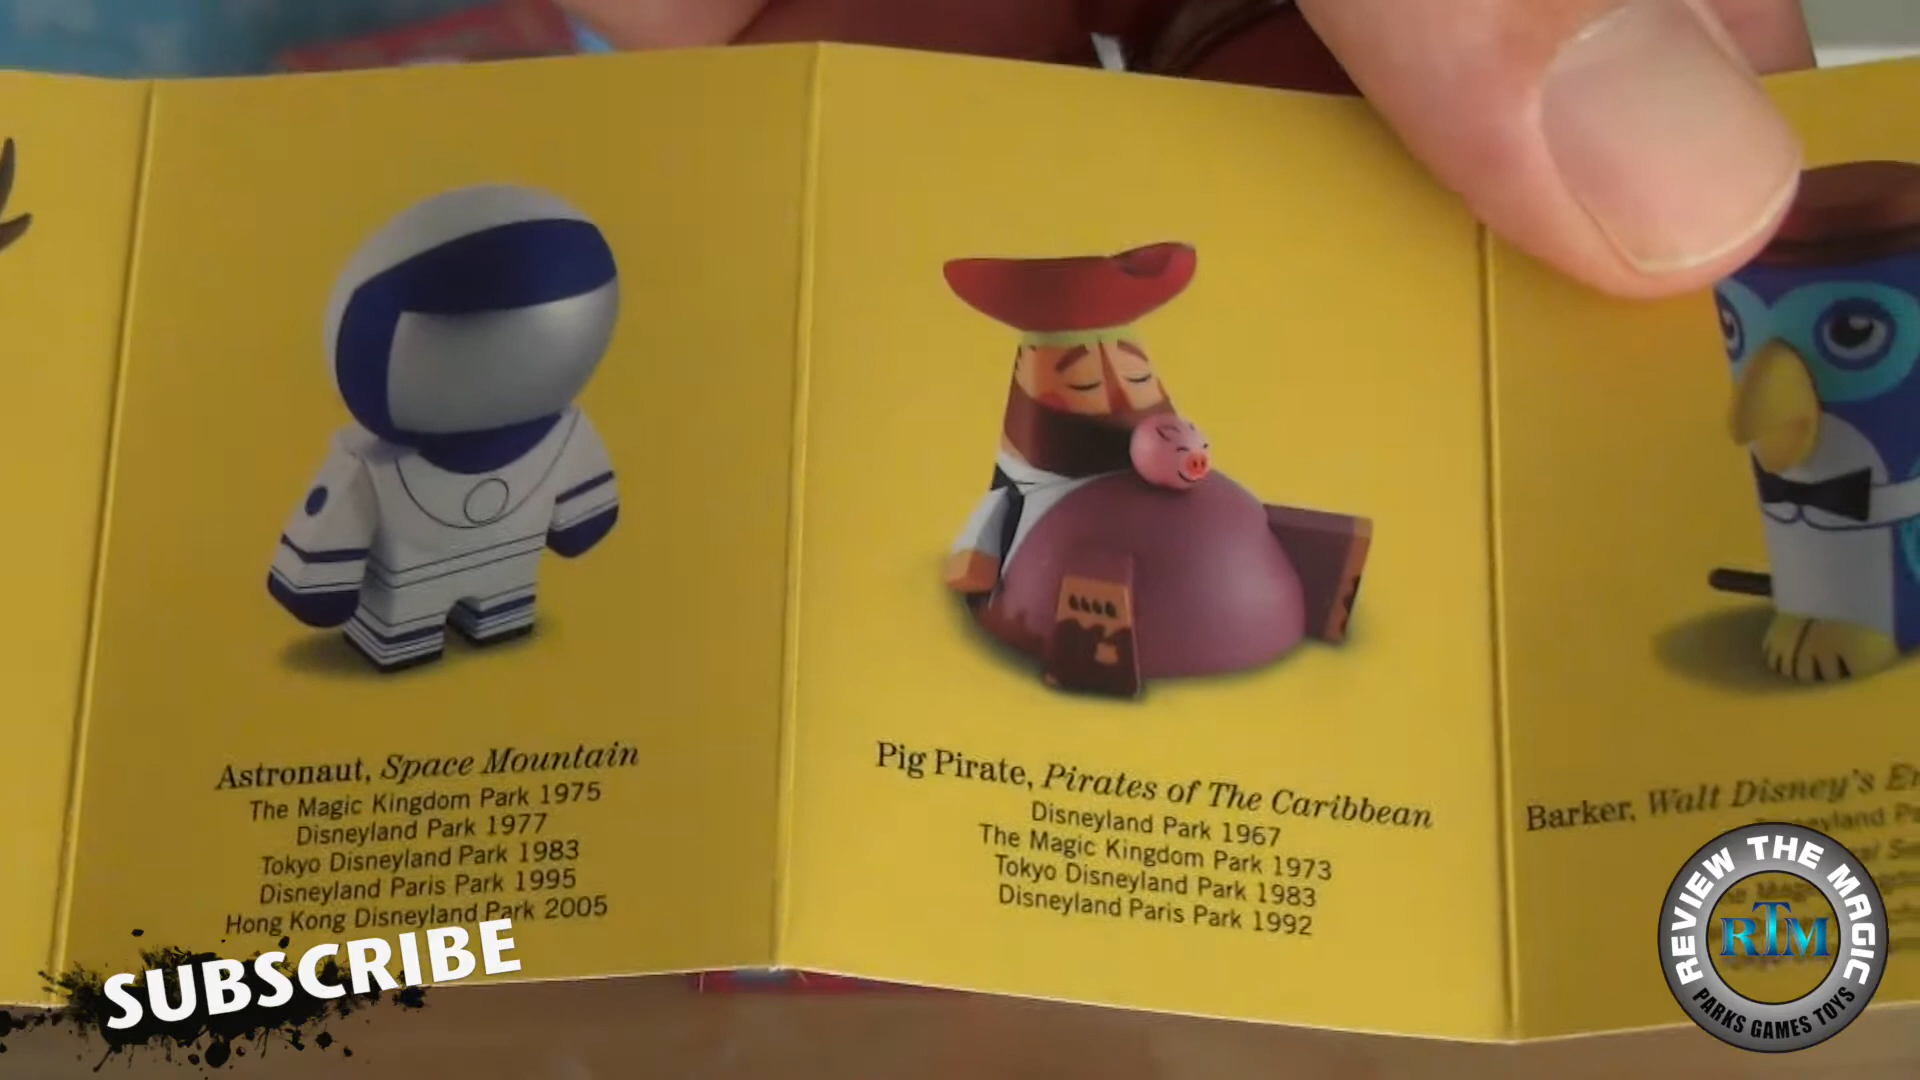 Astronaut, Space Mountain
The Magic Kingdom Park 1975
Disneyland Park 1977
Tokyo Disneyland Park 1983
Disneyland Paris Park 1995
Hong Kong Disneyland Park 2005
Pig Pirate, Pirates of The Caribbean
Disneyland Park 1967
The Magic Kingdom Park 1973
Tokyo Disneyland Park 1983
Disneyland Paris Park 1992
Barker, Walt Disney's
SUBSCRIBE
REVIEW THE MAGIC
RTM
PARKS GAMES TOYS